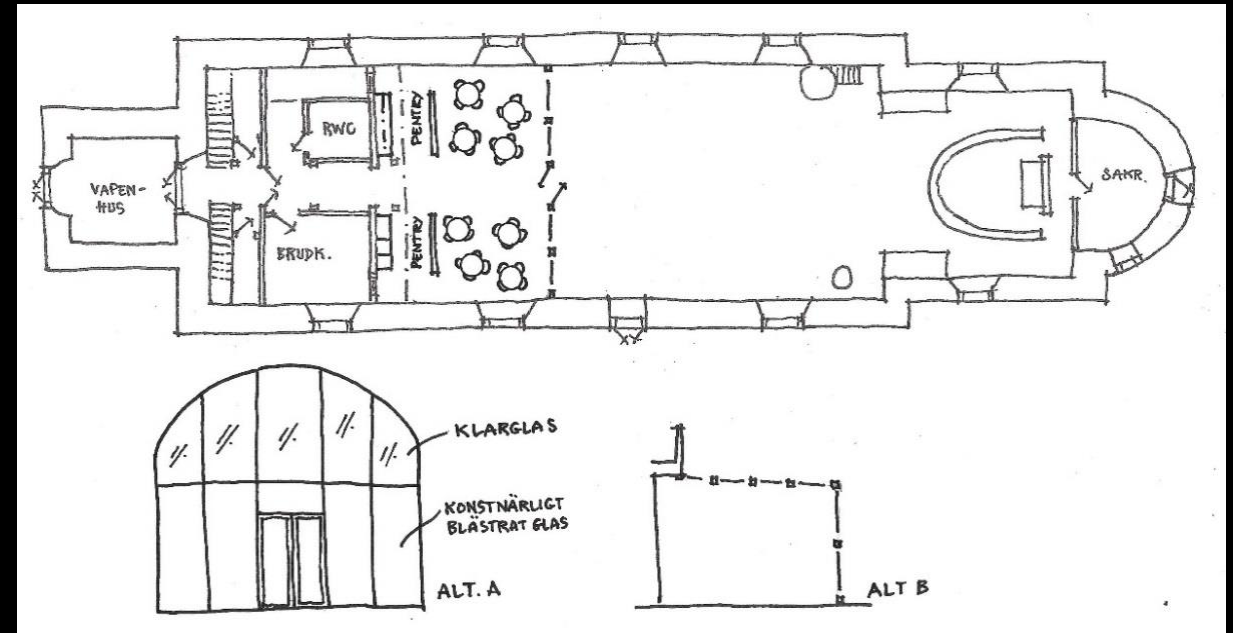 RWC
PENTRY
VAPEN-
HUS
SAKR.
BRUDK.
PENTRY
KLARGLAS
KONSTNÄRLIGT
BLÄSTRAT GLAS
ALT. A
ALT B